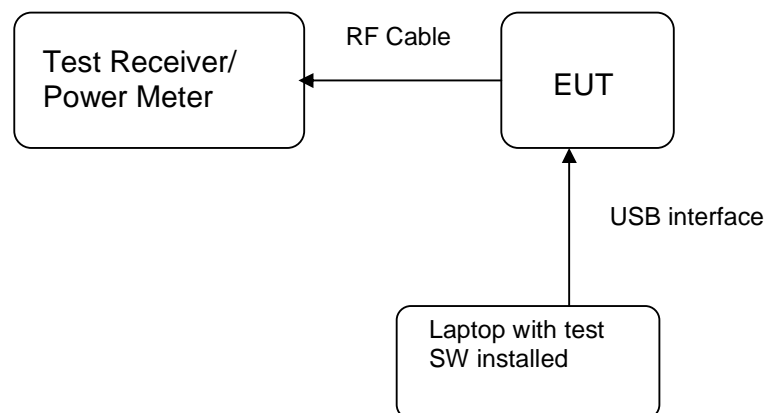 RF Cable
Test Receiver/
Power Meter
EUT
USB interface
Laptop with test
SW installed